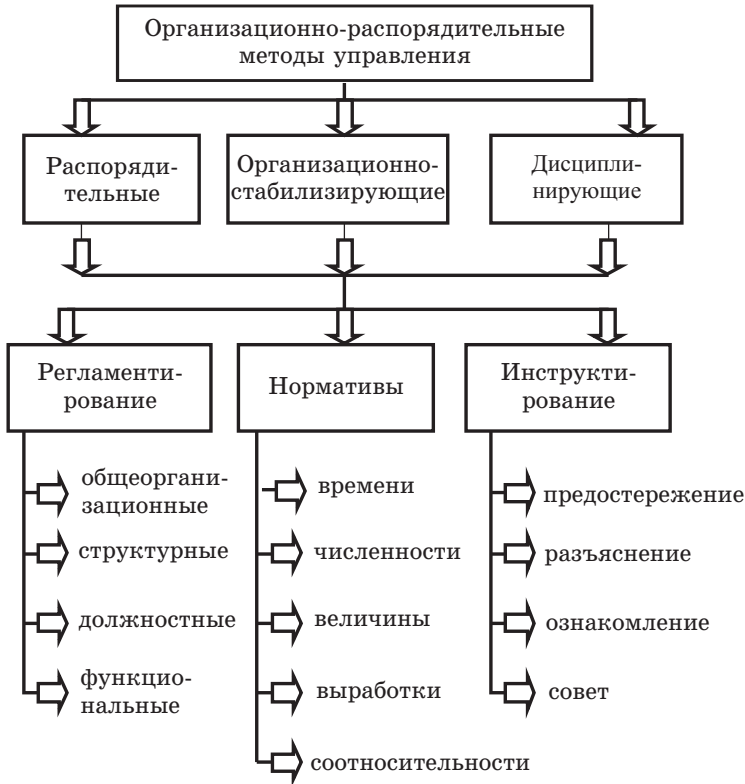 Организационно-распорядительные
методы управления
Распоряди-
тельные
Организационно-
стабилизирующие
Дисципли-
нирующие
Регламенти-
рование
Нормативы
Инструкти-
рование
общеоргани-
зационные
структурные
должностные
функцио-
нальные
времени
численности
величины
выработки
соотносительности
предостережение
разъяснение
ознакомление
совет